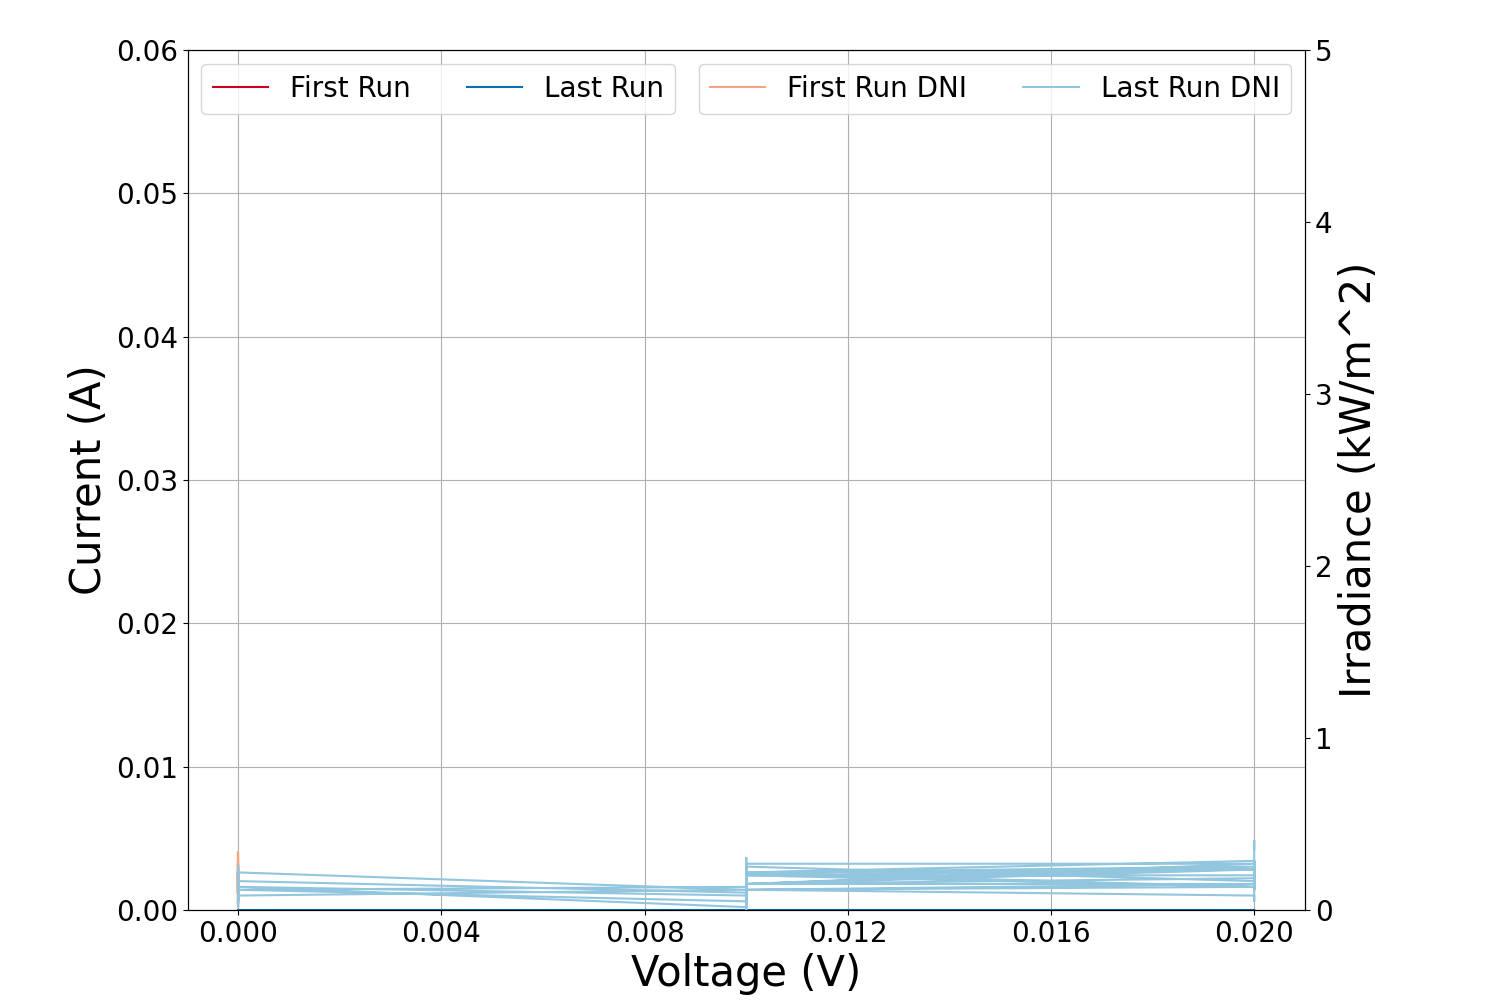 First Run
Last Run
First Run DNI
Last Run DNI
Current (A)
0.06
0.05
0.04
0.03
0.02
0.01
0.00
5
4
3
2
1
0
Irradiance (kW/m^2)
0.000 0.004 0.008 0.012 0.016 0.020
Voltage (V)